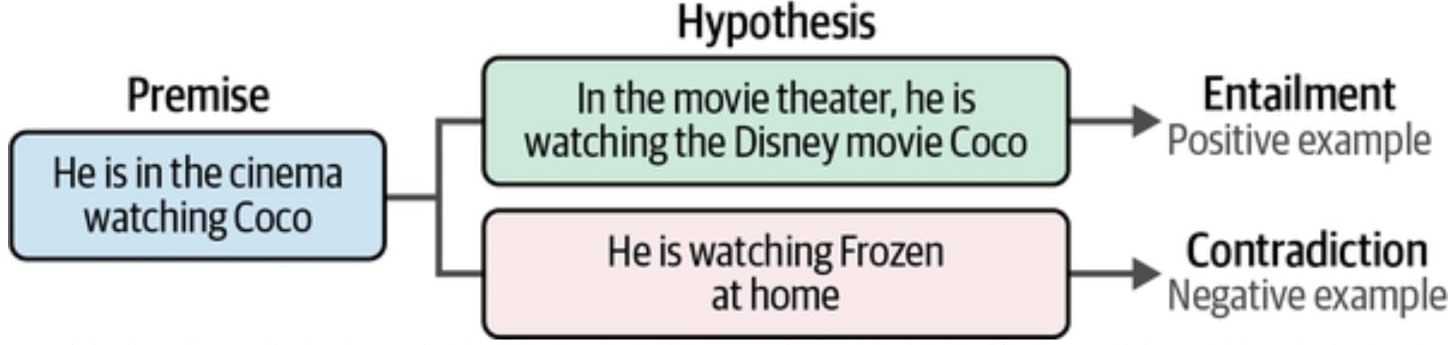 Hypothesis
Premise
He is in the cinema
watching Coco
In the movie theater, he is
watching the Disney movie Coco
Entailment
Positive example
He is watching Frozen
at home
Contradiction
Negative example